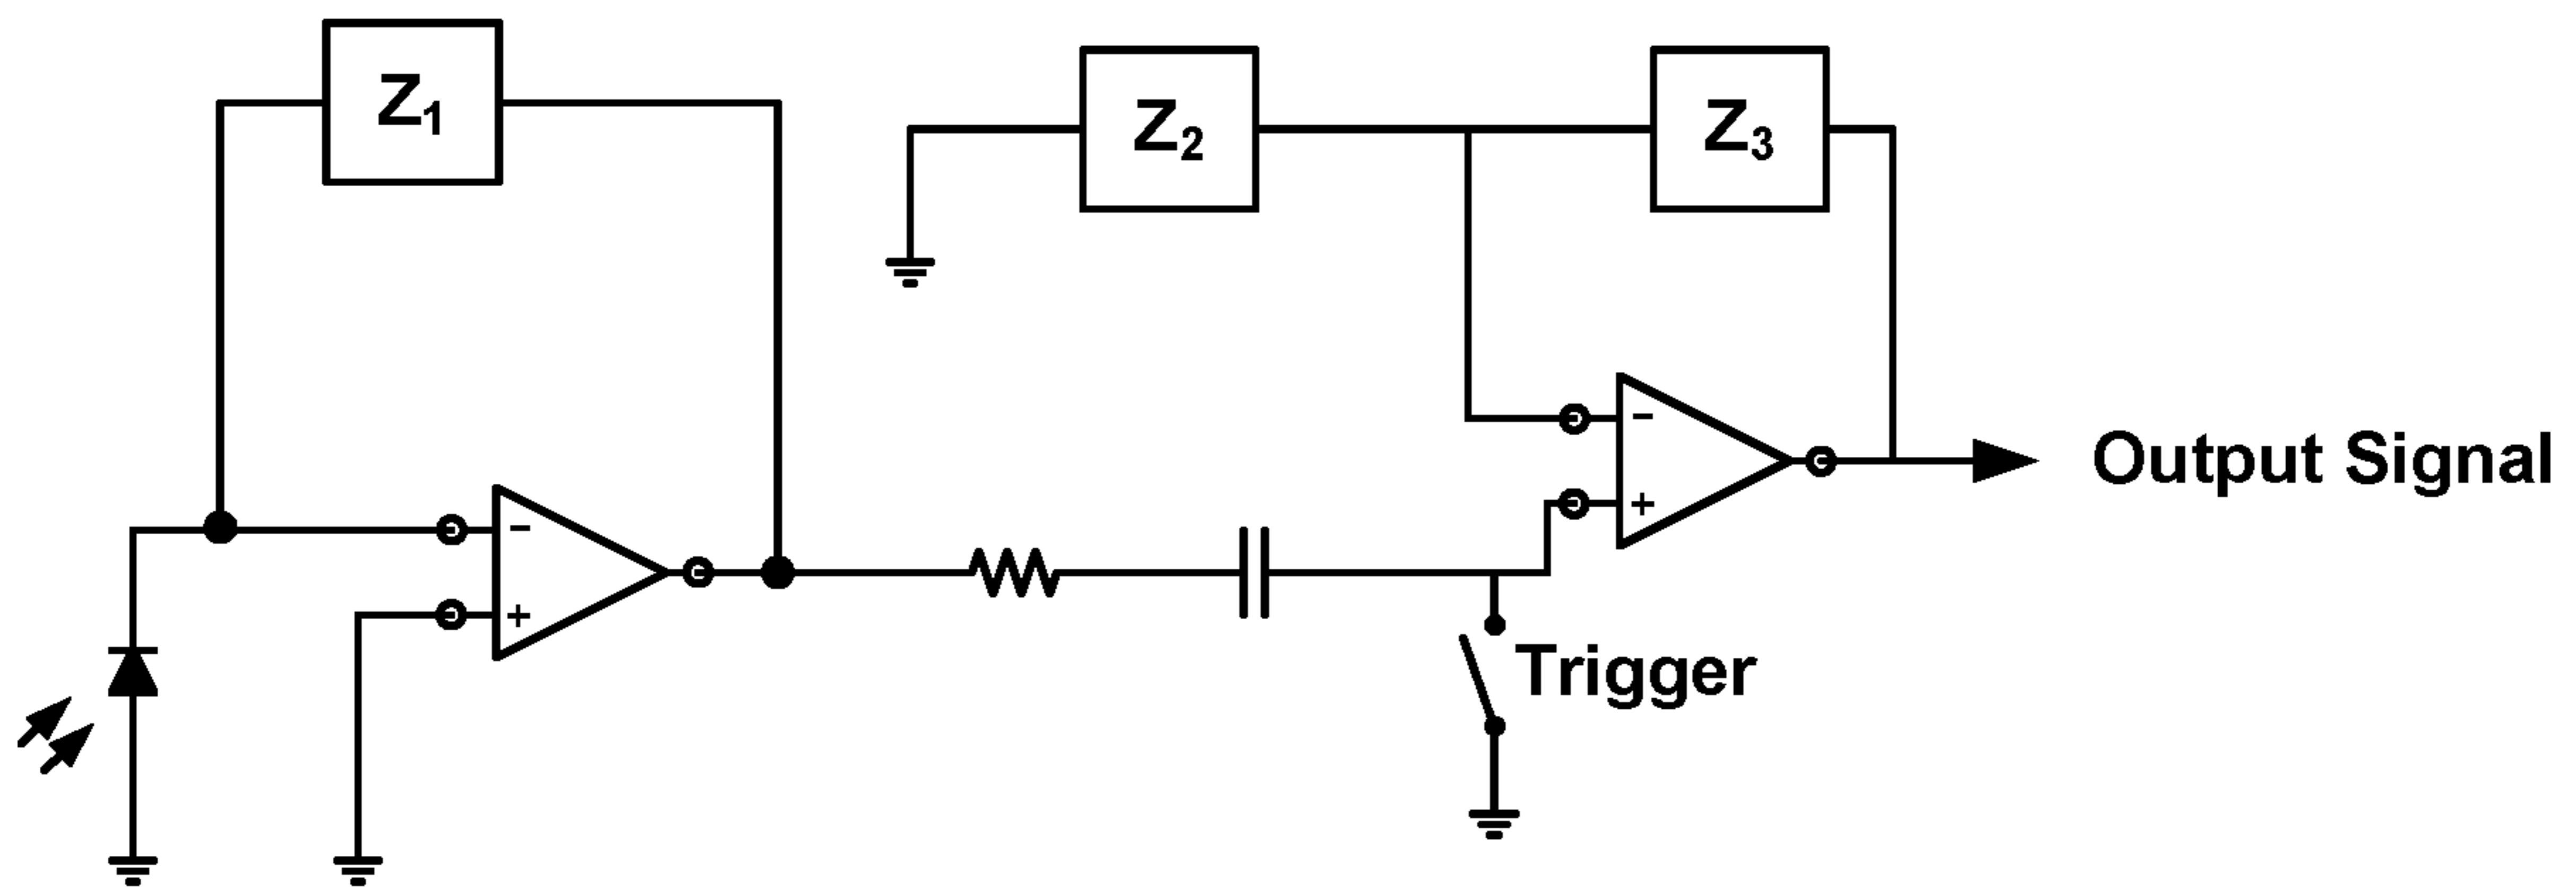 Z₁
Z₂
Z₃
−
+
−
+
Output Signal
Trigger